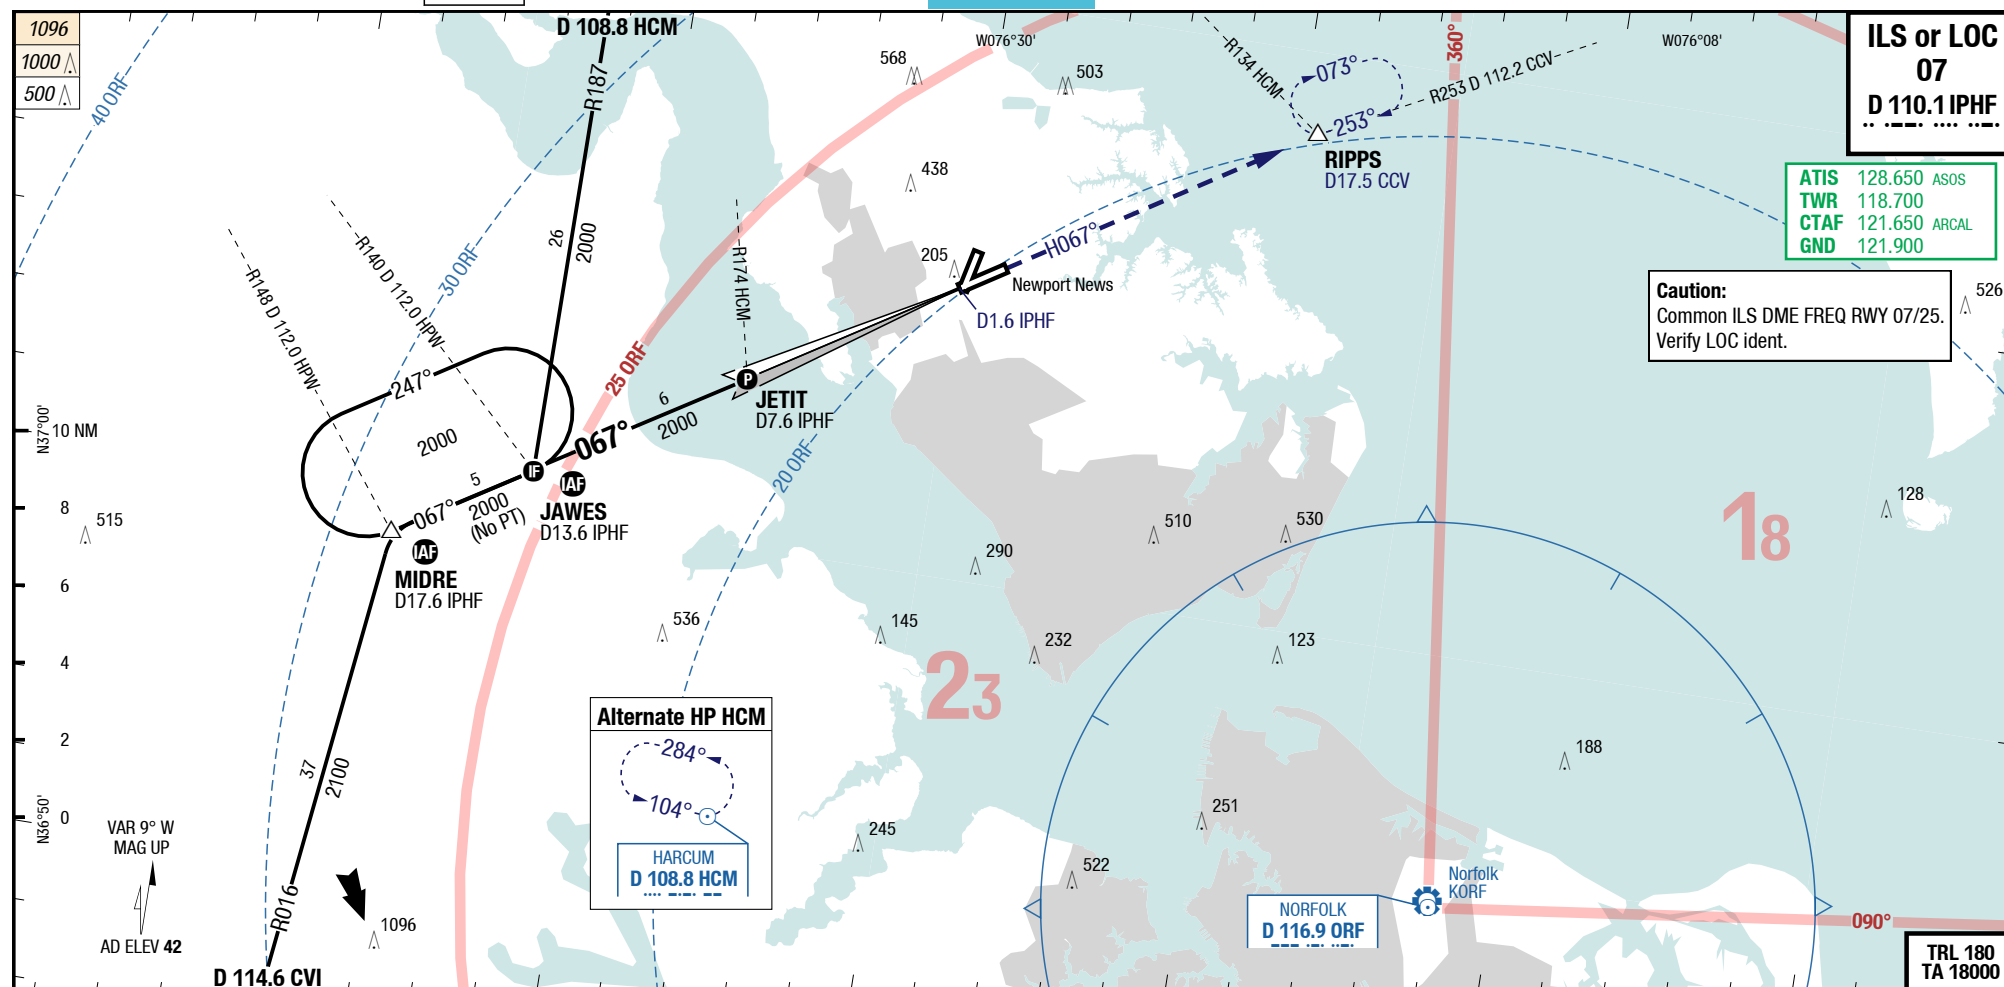 1096
1000
500
D 108.8 HCM
R187
26
2000
40 ORF
30 ORF
25 ORF
20 ORF
568
503
438
205
W076°30'
W076°08'
R134 HCM
073°
253°
R253 D 112.2 CCV
RIPPS
D17.5 CCV
360°
ILS or LOC
07
D 110.1 IPHF
ATIS 128.650 ASOS
TWR 118.700
CTAF 121.650 ARCAL
GND 121.900
Caution:
Common ILS DME FREQ RWY 07/25.
Verify LOC ident.
526
R148 D 112.0 HPW
R140 D 112.0 HPW
R174 HCM
H067°
Newport News
D1.6 IPHF
247°
2000
067°
5
2000
(No PT)
IF
IAF
JAWES
D13.6 IPHF
067°
6
2000
P
JETIT
D7.6 IPHF
IAF
MIDRE
D17.6 IPHF
N37°00'
10 NM
8
6
4
2
0
N36°50'
515
536
145
290
232
510
530
123
128
188
251
245
522
1096
23
18
37
2100
R016
D 114.6 CVI
VAR 9° W
MAG UP
AD ELEV 42
Alternate HP HCM
284°
104°
HARCUM
D 108.8 HCM
NORFOLK
D 116.9 ORF
Norfolk
KORF
090°
TRL 180
TA 18000